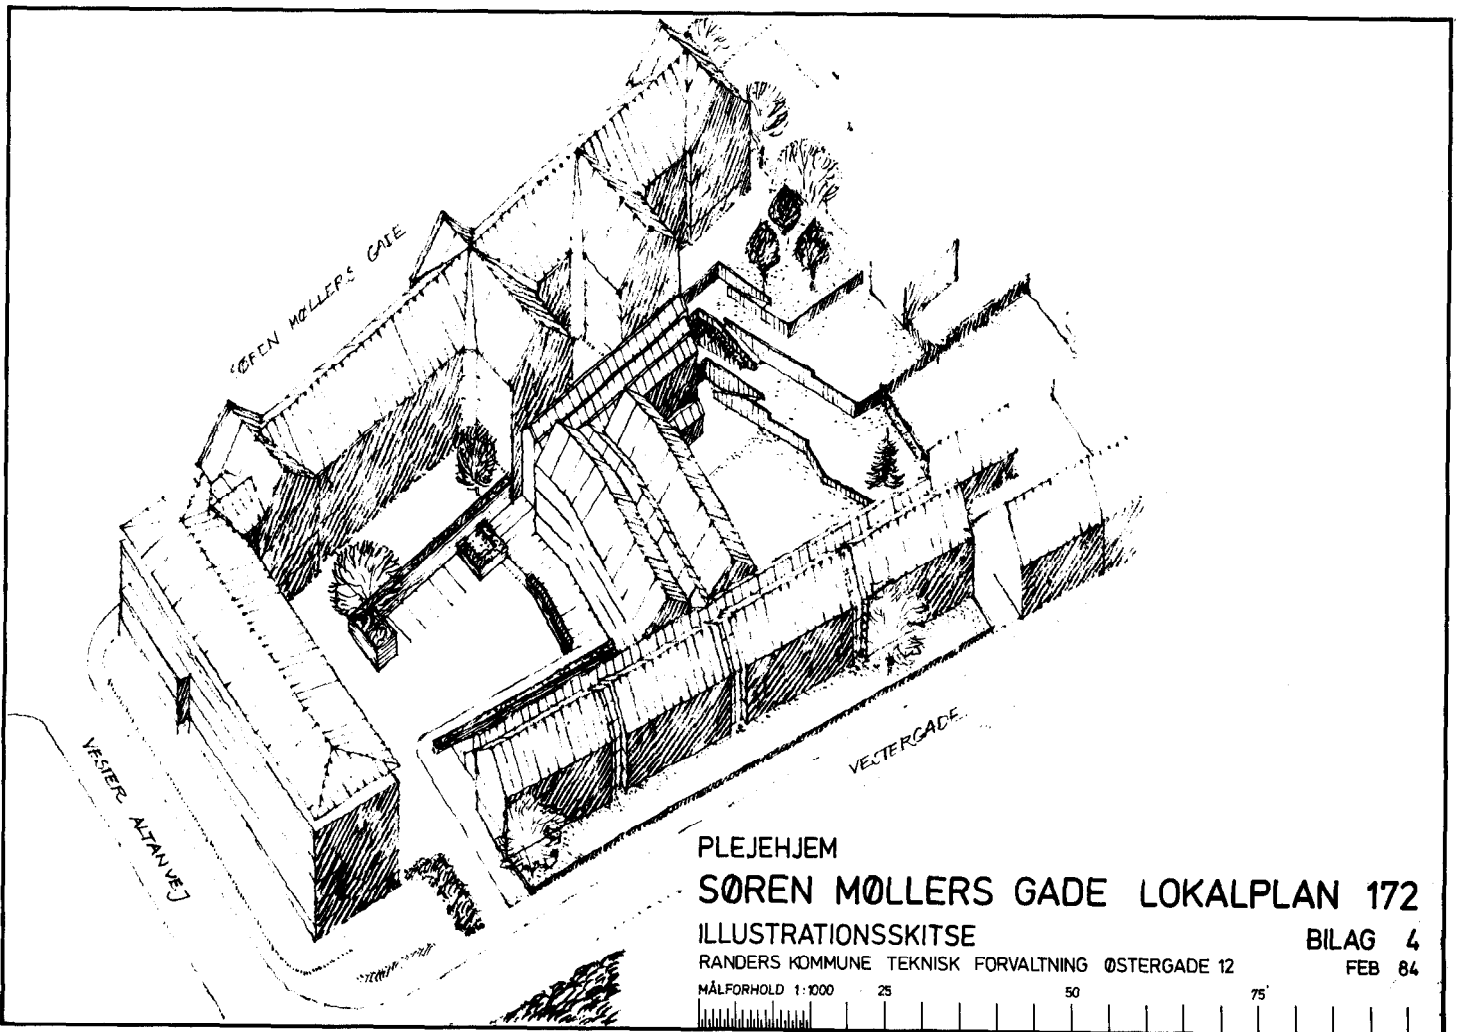 SØREN MØLLERS GADE
VESTER ALTANVEJ
VESTERGADE
PLEJEHJEM
SØREN MØLLERS GADE LOKALPLAN 172
ILLUSTRATIONSSKITSE BILAG 4
RANDERS KOMMUNE TEKNISK FORVALTNING ØSTERGADE 12 FEB 84
MÅLFORHOLD 1:1000 25 50 75